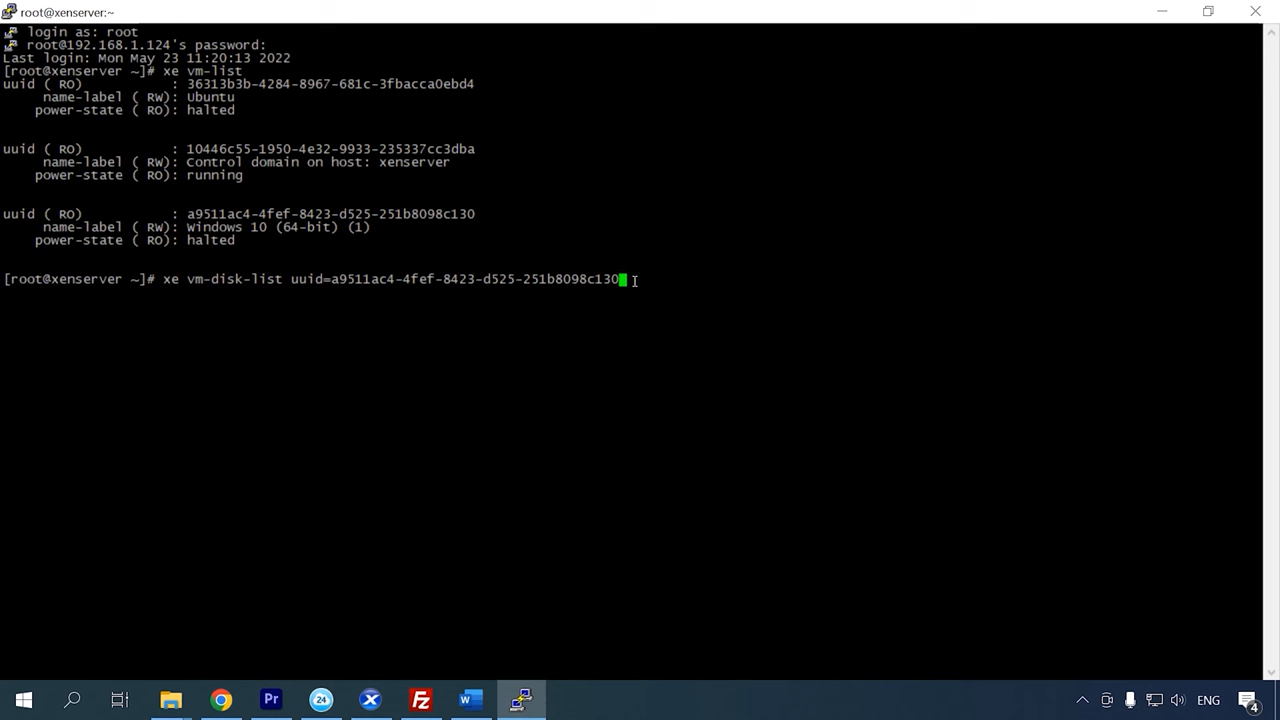 root@xenserver:~
login as: root
root@192.168.1.124's password:
Last login: Mon May 23 11:20:13 2022
[root@xenserver ~]# xe vm-list
uuid ( RO) : 36313b3b-4284-8967-681c-3fbacca0ebd4
name-label ( RW): Ubuntu
power-state ( RO): halted
uuid ( RO) : 10446c55-1950-4e32-9933-235337cc3dba
name-label ( RW): Control domain on host: xenserver
power-state ( RO): running
uuid ( RO) : a9511ac4-4fef-8423-d525-251b8098c130
name-label ( RW): Windows 10 (64-bit) (1)
power-state ( RO): halted
[root@xenserver ~]# xe vm-disk-list uuid=a9511ac4-4fef-8423-d525-251b8098c130
Pr
24
Fz
W
ENG
4